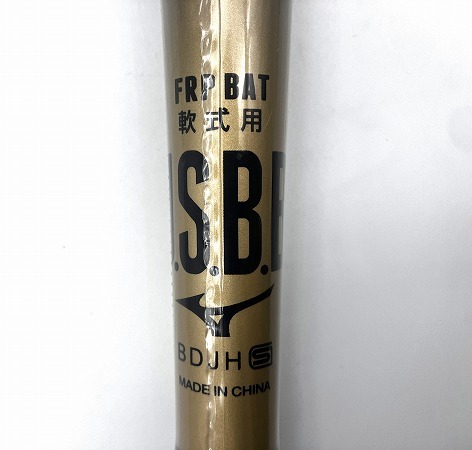 FRP BAT
軟式用
J.S.B.B
BDJH S
MADE IN CHINA